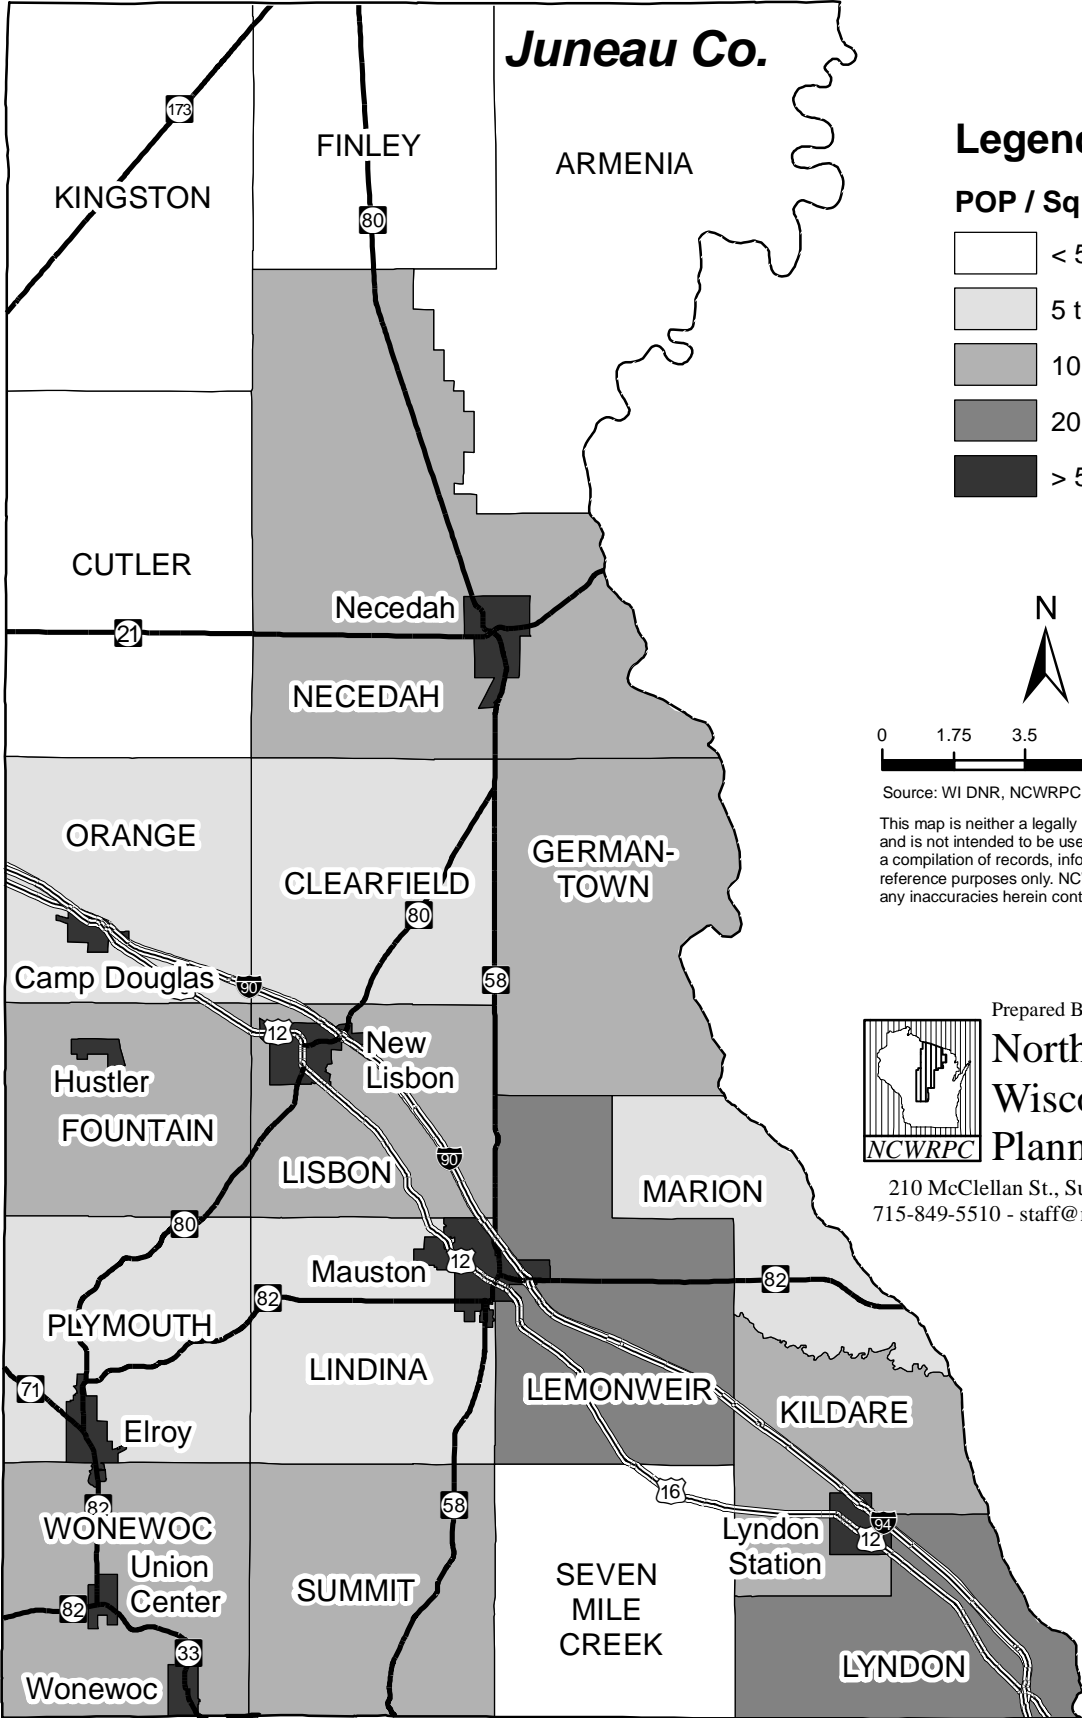 Juneau Co.
173
FINLEY
ARMENIA
KINGSTON
80
Legend
POP / Sq
< 5
5 t
10
20
> 5
CUTLER
Necedah
21
NECEDAH
N
0 1.75 3.5
Source: WI DNR, NCWRPC
This map is neither a legally
and is not intended to be use
a compilation of records, info
reference purposes only. NC
any inaccuracies herein cont
ORANGE
CLEARFIELD
GERMAN-
TOWN
80
Camp Douglas
90
58
12
New
Lisbon
Hustler
FOUNTAIN
LISBON
90
MARION
Prepared B
North
Wisco
Plann
NCWRPC
210 McClellan St., Su
715-849-5510 - staff@
80
Mauston
12
82
82
PLYMOUTH
LINDINA
LEMONWEIR
KILDARE
71
Elroy
82
WONEWOC
Union
Center
82
33
Wonewoc
58
SUMMIT
16
Lyndon
Station
94
12
SEVEN
MILE
CREEK
LYNDON